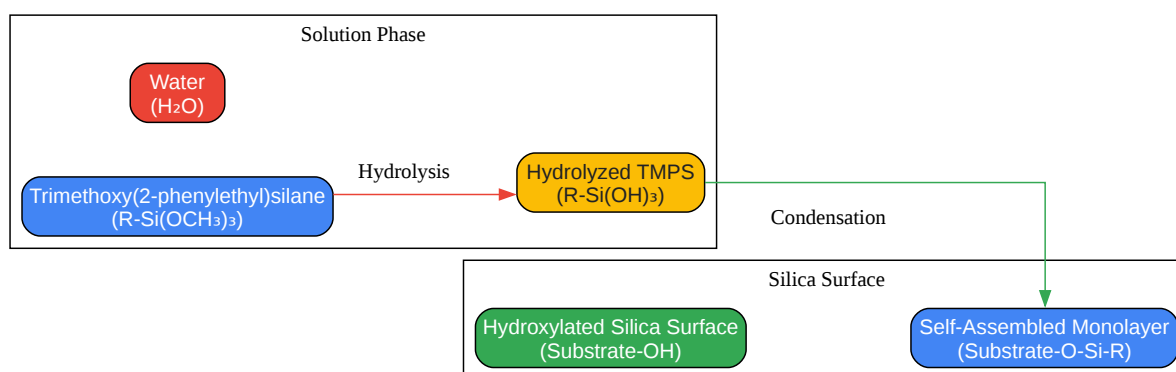 Solution Phase
Water
(H₂O)
Trimethoxy(2-phenylethyl)silane
(R-Si(OCH₃)₃)
Hydrolysis
Hydrolyzed TMPS
(R-Si(OH)₃)
Condensation
Silica Surface
Hydroxylated Silica Surface
(Substrate-OH)
Self-Assembled Monolayer
(Substrate-O-Si-R)